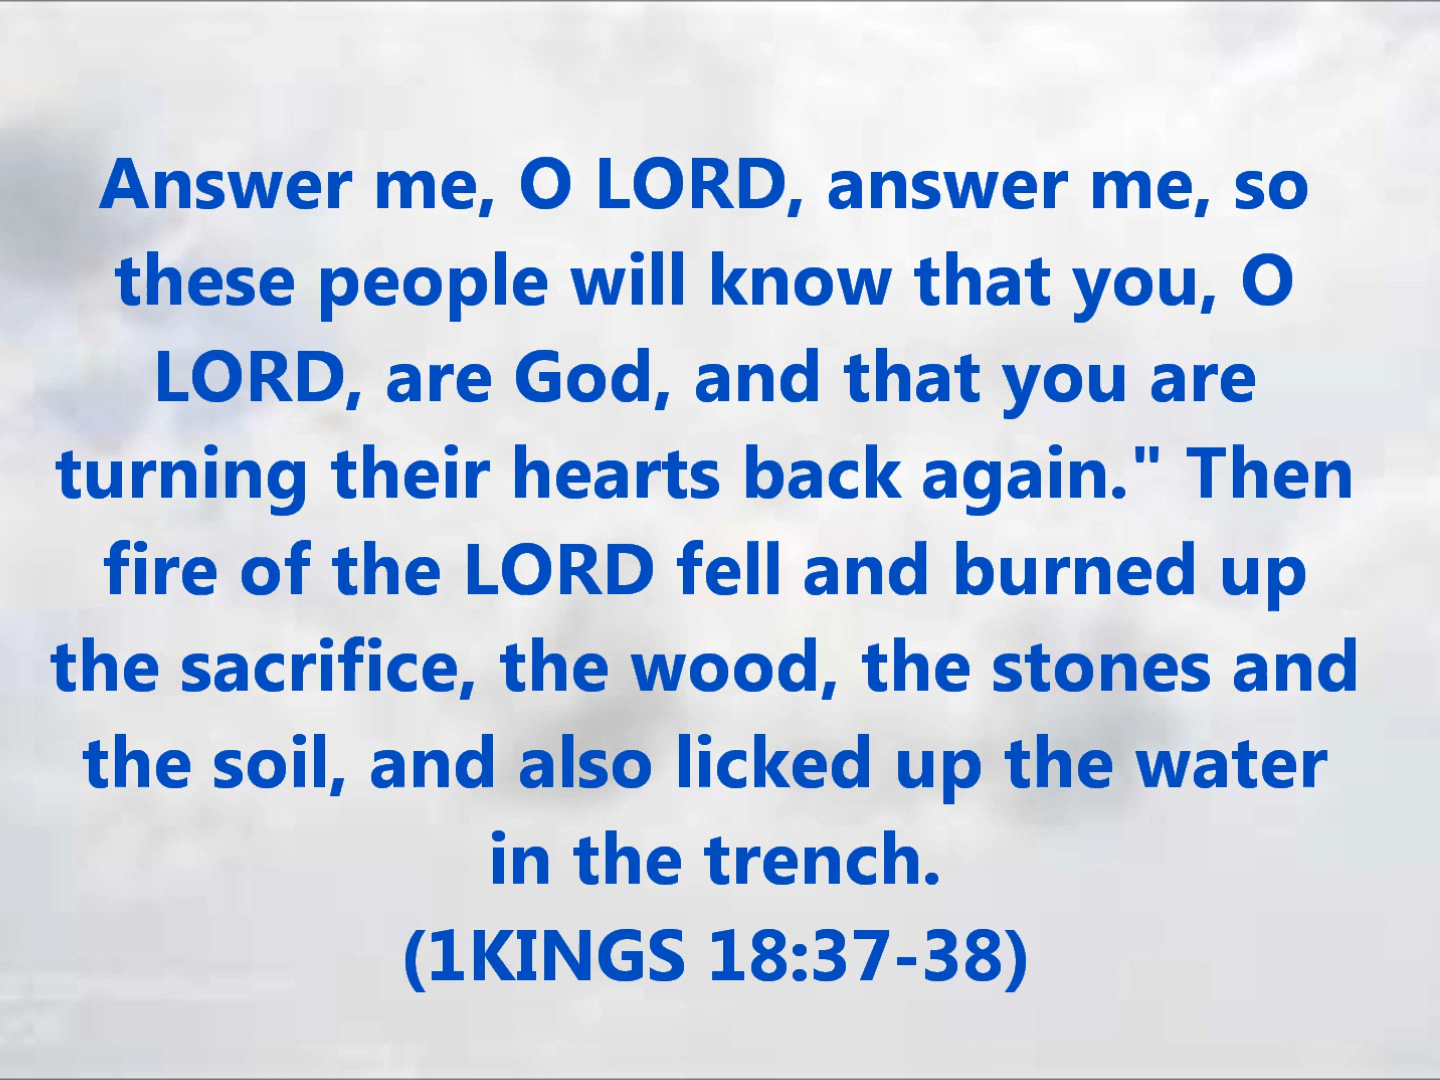 Answer me, O LORD, answer me, so
these people will know that you, O
LORD, are God, and that you are
turning their hearts back again." Then
fire of the LORD fell and burned up
the sacrifice, the wood, the stones and
the soil, and also licked up the water
in the trench.
(1KINGS 18:37-38)